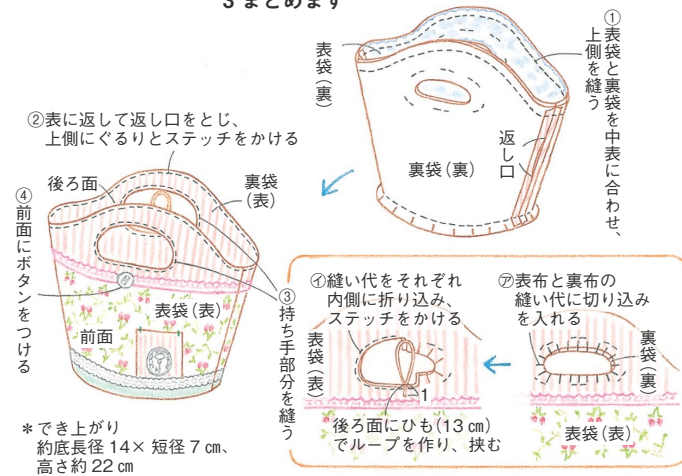 3 まとめます
①表袋と裏袋を中表に合わせ、
上側を縫う
表袋(裏)
裏袋(裏)
返し口
②表に返して返し口をとじ、
上側にぐるりとステッチをかける
後ろ面
裏袋
(表)
④前面にボタンをつける
表袋(表)
前面
③持ち手部分を縫う
㋐表布と裏布の
縫い代に切り込み
を入れる
裏袋(裏)
表袋(表)
㋑縫い代をそれぞれ
内側に折り込み、
ステッチをかける
表袋(表)
1
後ろ面にひも(13㎝)
でループを作り、挟む
＊でき上がり
約底長径14×短径7㎝、
高さ約22㎝